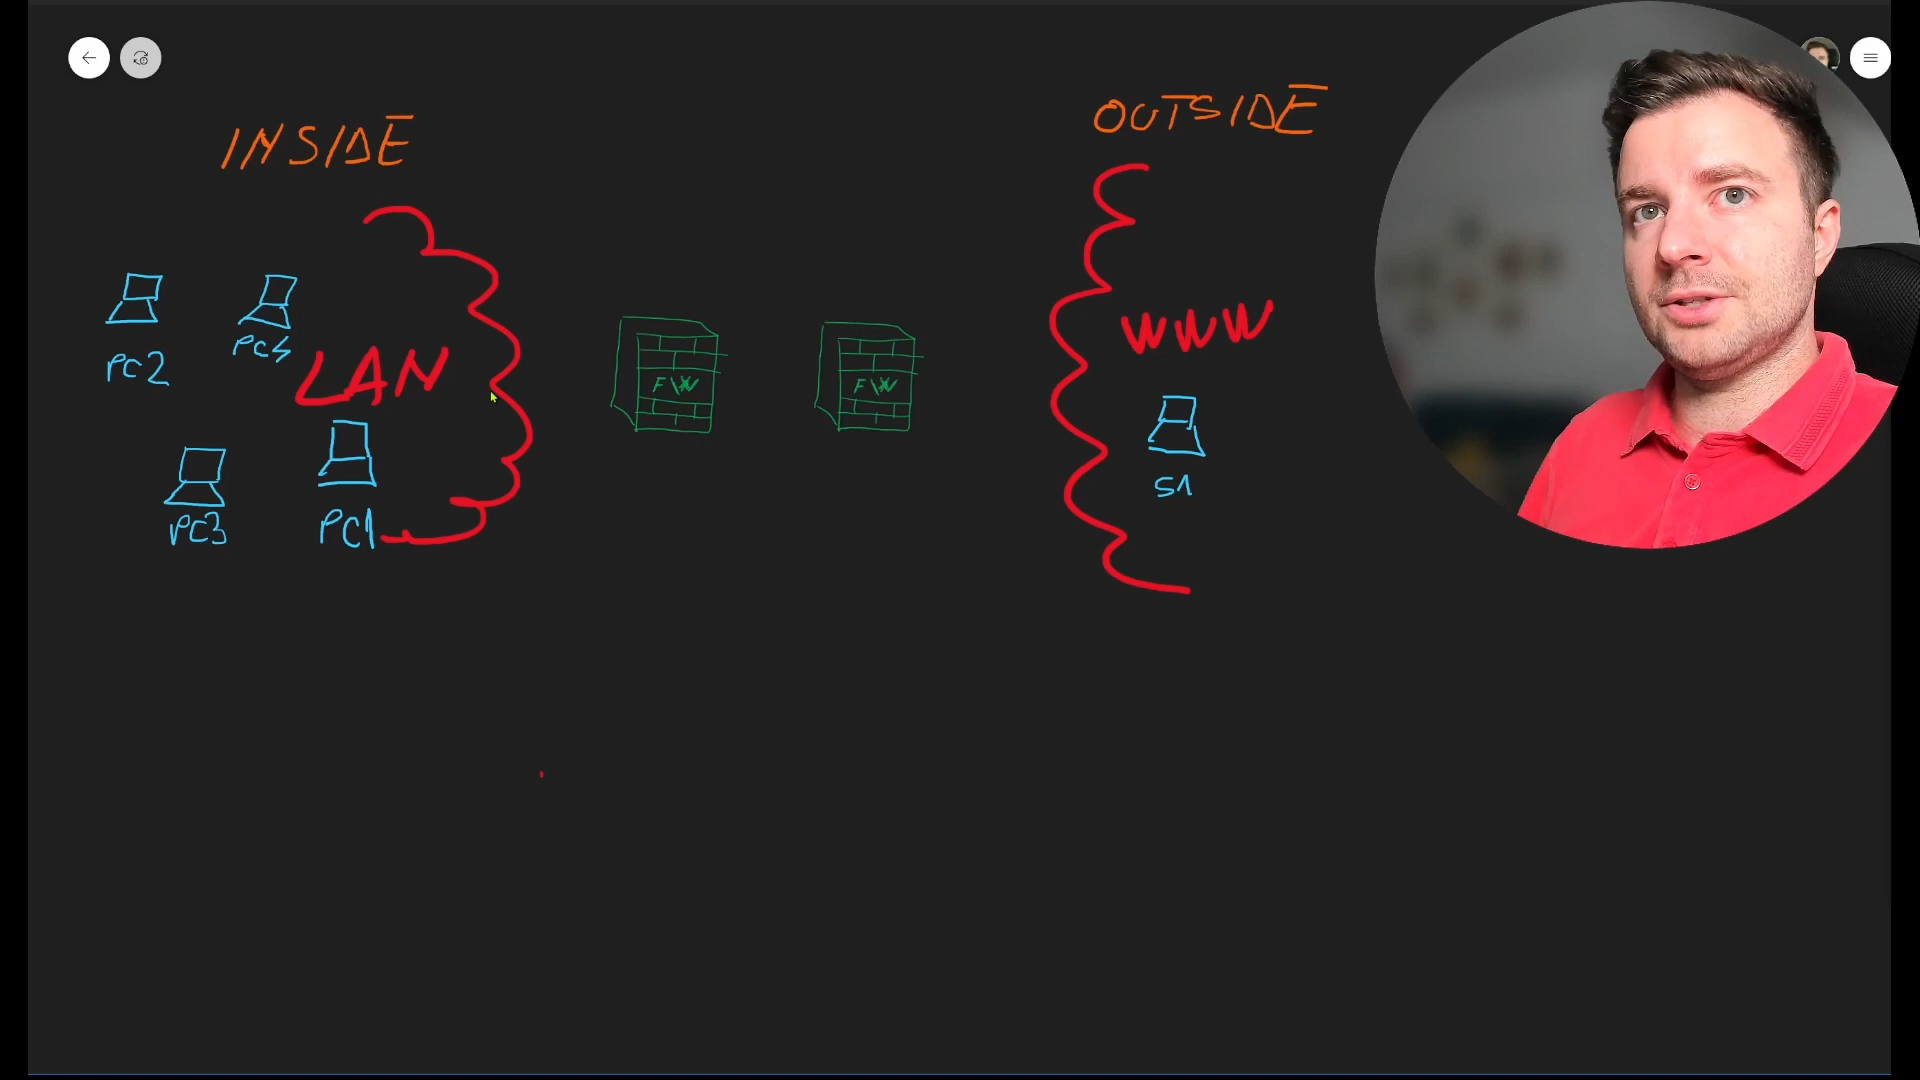 INSIDE
OUTSIDE
WWW
PC4
LAN
PC2
FW
FW
S1
PC3
PC1